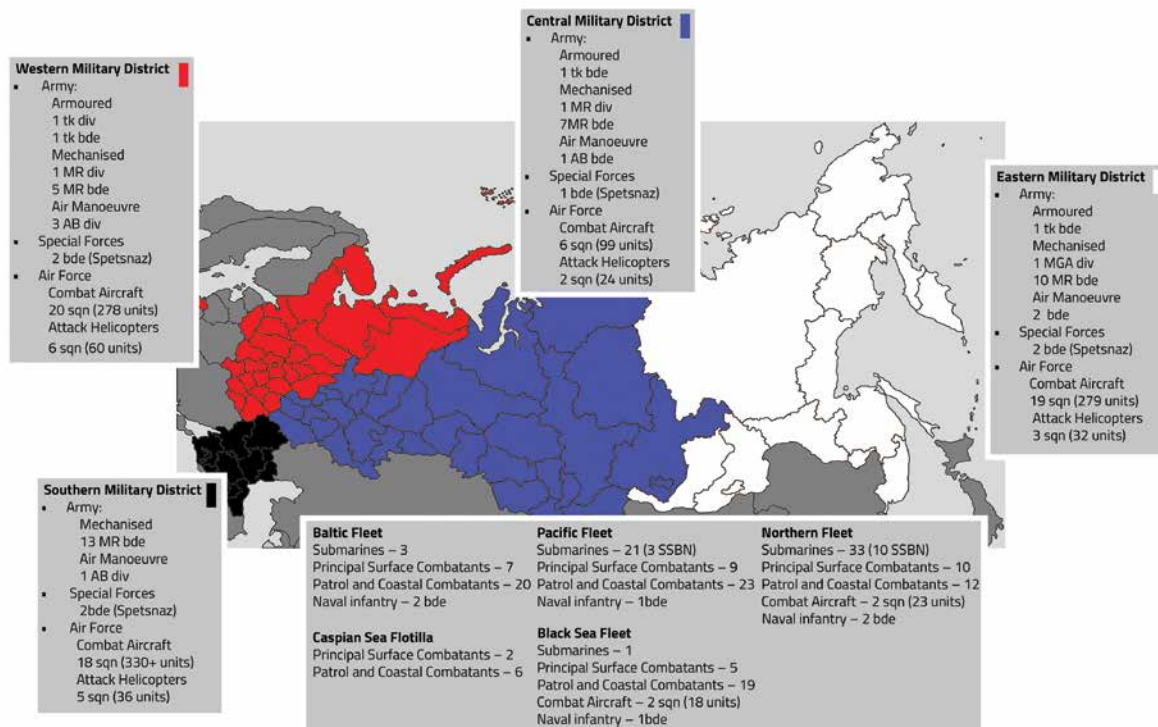 Western Military District
▪ Army:
Armoured
1 tk div
1 tk bde
Mechanised
1 MR div
5 MR bde
Air Manoeuvre
3 AB div
▪ Special Forces
2 bde (Spetsnaz)
▪ Air Force
Combat Aircraft
20 sqn (278 units)
Attack Helicopters
6 sqn (60 units)
Central Military District
▪ Army:
Armoured
1 tk bde
Mechanised
1 MR div
7MR bde
Air Manoeuvre
1 AB bde
▪ Special Forces
1 bde (Spetsnaz)
▪ Air Force
Combat Aircraft
6 sqn (99 units)
Attack Helicopters
2 sqn (24 units)
Eastern Military District
▪ Army:
Armoured
1 tk bde
Mechanised
1 MGA div
10 MR bde
Air Manoeuvre
2 bde
▪ Special Forces
2 bde (Spetsnaz)
▪ Air Force
Combat Aircraft
19 sqn (279 units)
Attack Helicopters
3 sqn (32 units)
Southern Military District
▪ Army:
Mechanised
13 MR bde
Air Manoeuvre
1 AB div
▪ Special Forces
2bde (Spetsnaz)
▪ Air Force
Combat Aircraft
18 sqn (330+ units)
Attack Helicopters
5 sqn (36 units)
Baltic Fleet
Submarines – 3
Principal Surface Combatants – 7
Patrol and Coastal Combatants – 20
Naval infantry – 2 bde
Caspian Sea Flotilla
Principal Surface Combatants – 2
Patrol and Coastal Combatants – 6
Pacific Fleet
Submarines – 21 (3 SSBN)
Principal Surface Combatants – 9
Patrol and Coastal Combatants – 23
Naval infantry – 1bde
Black Sea Fleet
Submarines – 1
Principal Surface Combatants – 5
Patrol and Coastal Combatants – 19
Combat Aircraft – 2 sqn (18 units)
Naval infantry – 1bde
Northern Fleet
Submarines – 33 (10 SSBN)
Principal Surface Combatants – 10
Patrol and Coastal Combatants – 12
Combat Aircraft – 2 sqn (23 units)
Naval infantry – 2 bde